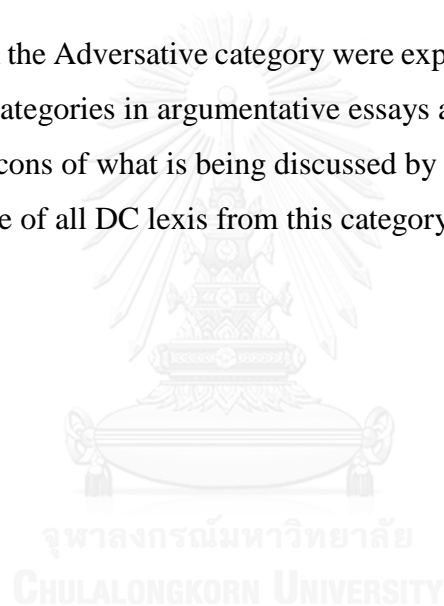 the Adversative category were exp
ategories in argumentative essays a
cons of what is being discussed by
e of all DC lexis from this category
จุฬาลงกรณ์มหาวิทยาลัย
CHULALONGKORN UNIVERSITY